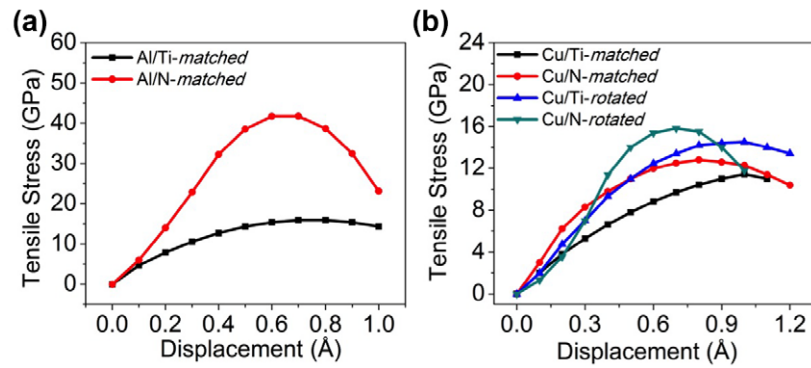 (a)
60
50
40
30
20
10
0
Tensile Stress (GPa)
Al/Ti-matched
Al/N-matched
0.0 0.2 0.4 0.6 0.8 1.0
Displacement (Å)
(b)
24
20
16
12
8
4
0
Tensile Stress (GPa)
Cu/Ti-matched
Cu/N-matched
Cu/Ti-rotated
Cu/N-rotated
0.0 0.3 0.6 0.9 1.2
Displacement (Å)